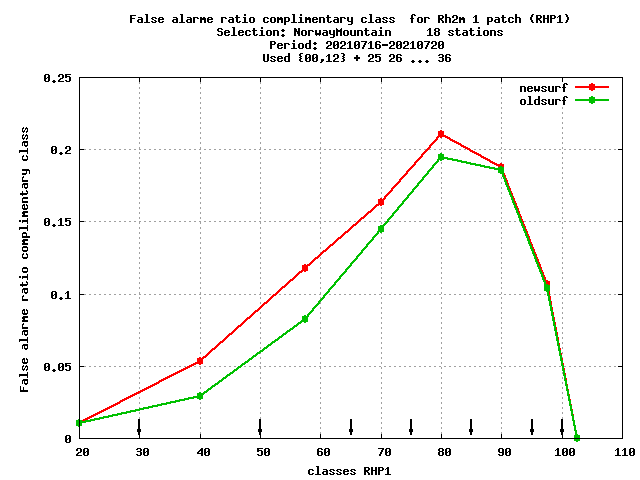 False alarme ratio complimentary class  for Rh2m 1 patch (RHP1)
Selection: NorwayMountain     18 stations
Period: 20210716-20210720
Used {00,12} + 25 26 ... 36
newsurf
oldsurf
0.25
0.2
0.15
0.1
0.05
0
False alarme ratio complimentary class
20 30 40 50 60 70 80 90 100 110
classes RHP1